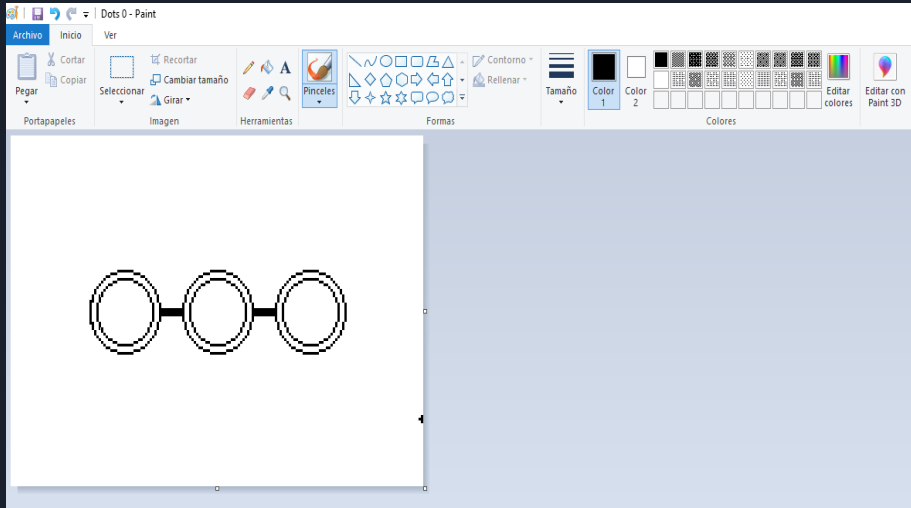 Dots 0 - Paint
Archivo Inicio Ver
Pegar
Cortar
Copiar
Portapapeles
Seleccionar
Recortar
Cambiar tamaño
Girar
Imagen
A
Herramientas
Pinceles
Contorno
Rellenar
Formas
Tamaño
Color
1
Color
2
Editar
colores
Colores
Editar con
Paint 3D